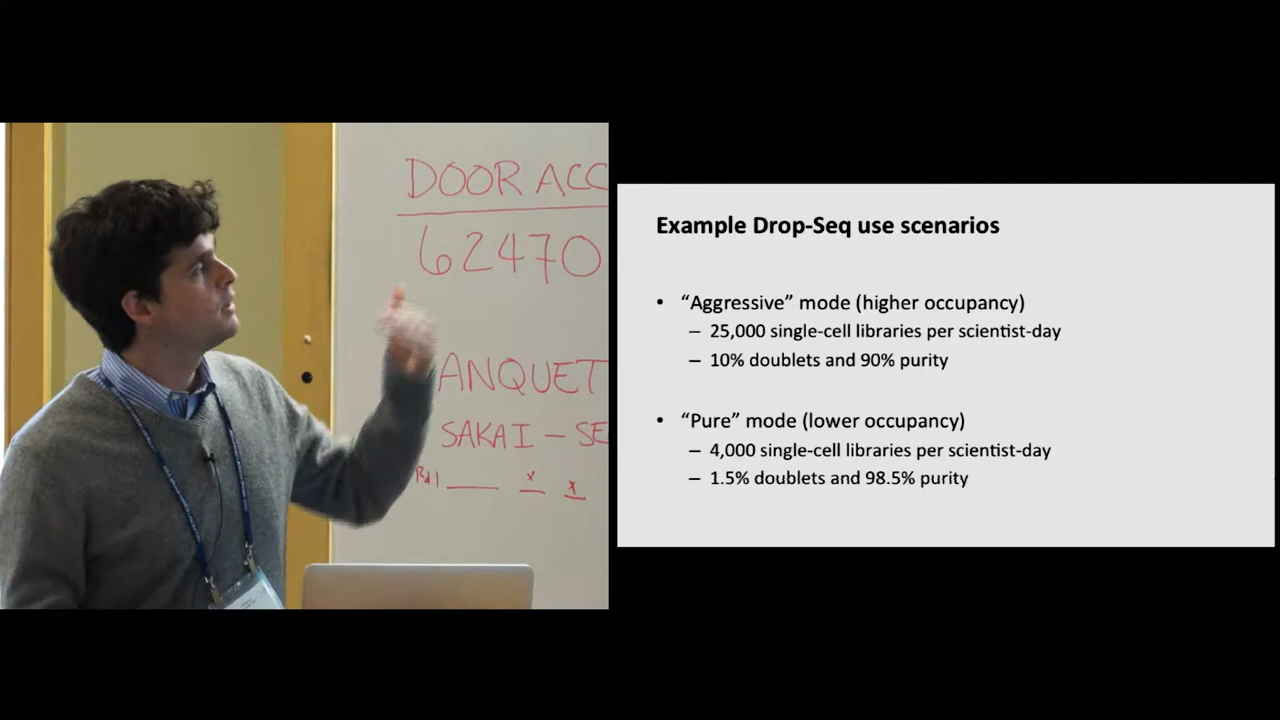 DOOR ACC
62470
ANQUET
SAKAI – SE
Rd 1
Example Drop-Seq use scenarios
• “Aggressive” mode (higher occupancy)
– 25,000 single-cell libraries per scientist-day
– 10% doublets and 90% purity
• “Pure” mode (lower occupancy)
– 4,000 single-cell libraries per scientist-day
– 1.5% doublets and 98.5% purity